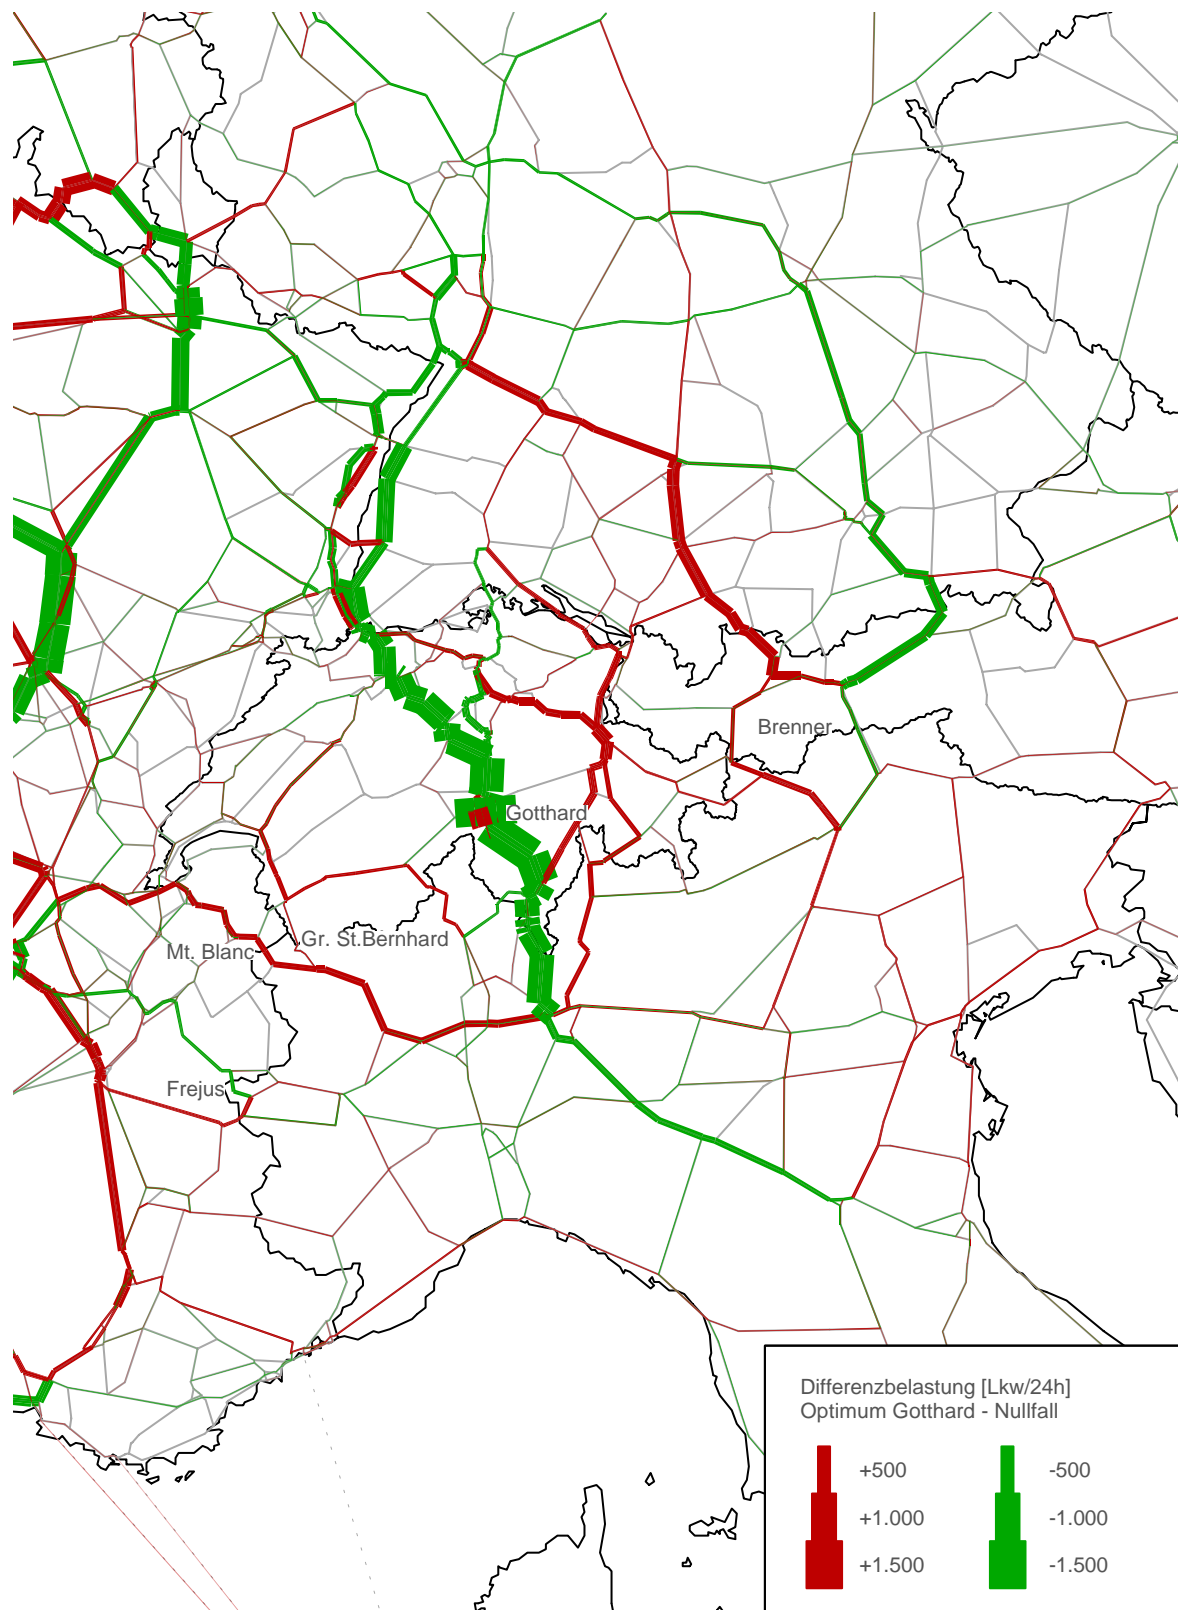 Brenner
Gotthard
Gr. St.Bernhard
Mt. Blanc
Frejus
Differenzbelastung [Lkw/24h]
Optimum Gotthard - Nullfall
+500
-500
+1.000
-1.000
+1.500
-1.500